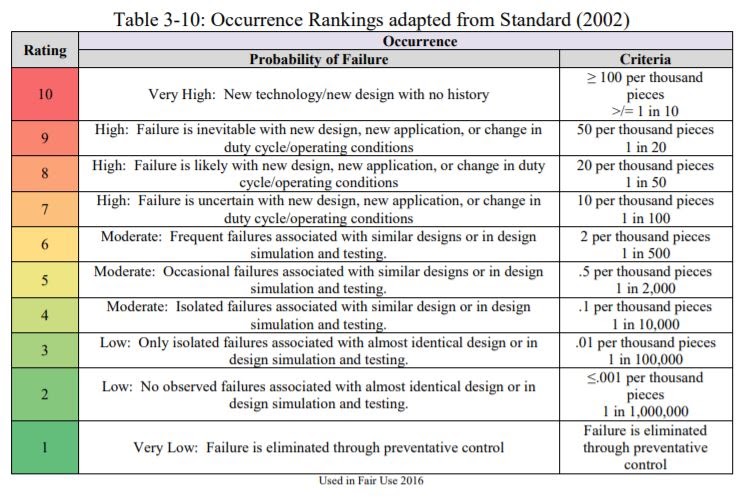 Table 3-10: Occurrence Rankings adapted from Standard (2002)
Rating
Occurrence
Probability of Failure
Criteria
10
Very High: New technology/new design with no history
≥ 100 per thousand
pieces
>/= 1 in 10
9
High: Failure is inevitable with new design, new application, or change in
duty cycle/operating conditions
50 per thousand pieces
1 in 20
8
High: Failure is likely with new design, new application, or change in duty
cycle/operating conditions
20 per thousand pieces
1 in 50
7
High: Failure is uncertain with new design, new application, or change in
duty cycle/operating conditions
10 per thousand pieces
1 in 100
6
Moderate: Frequent failures associated with similar designs or in design
simulation and testing.
2 per thousand pieces
1 in 500
5
Moderate: Occasional failures associated with similar designs or in design
simulation and testing.
.5 per thousand pieces
1 in 2,000
4
Moderate: Isolated failures associated with similar design or in design
simulation and testing.
.1 per thousand pieces
1 in 10,000
3
Low: Only isolated failures associated with almost identical design or in
design simulation and testing.
.01 per thousand pieces
1 in 100,000
2
Low: No observed failures associated with almost identical design or in
design simulation and testing.
≤.001 per thousand
pieces
1 in 1,000,000
1
Very Low: Failure is eliminated through preventative control
Failure is eliminated
through preventative
control
Used in Fair Use 2016